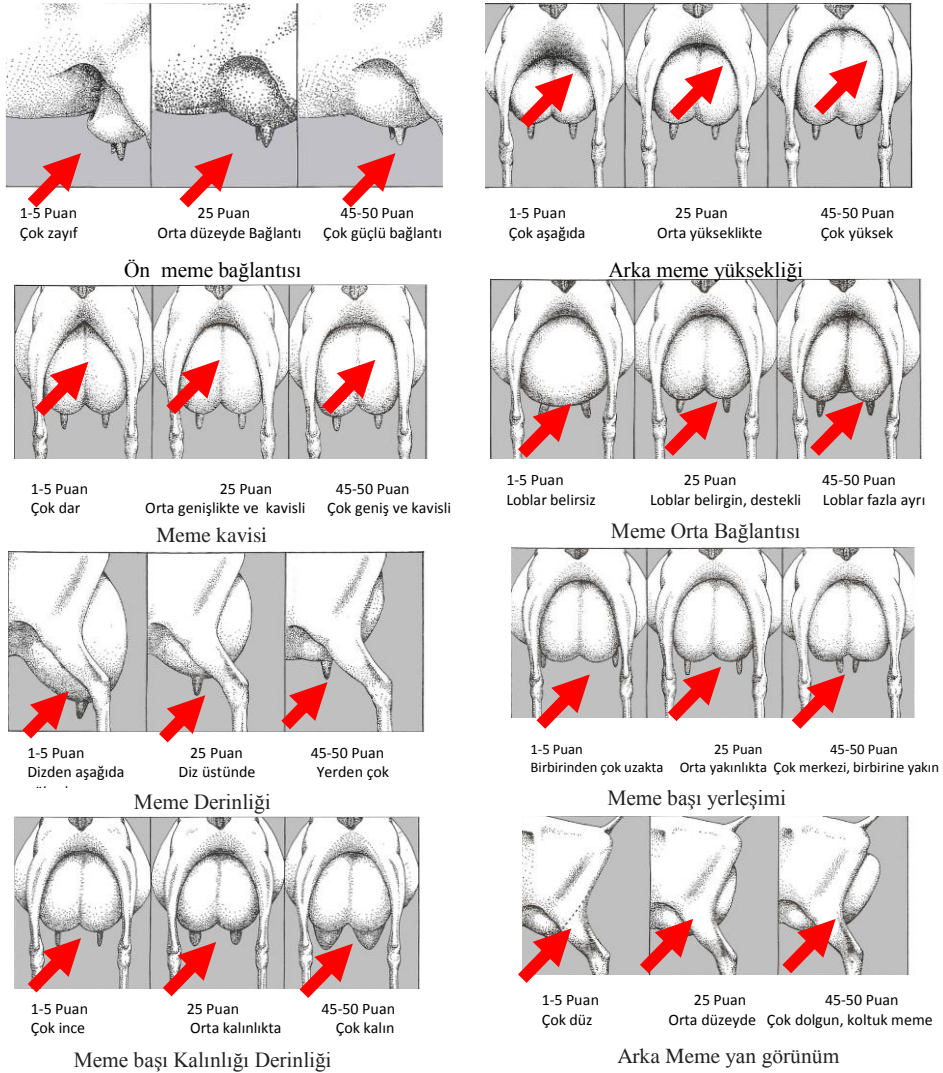 1-5 Puan
Çok zayıf
25 Puan
Orta düzeyde Bağlantı
45-50 Puan
Çok güçlü bağlantı
Ön meme bağlantısı
1-5 Puan
Çok aşağıda
25 Puan
Orta yükseklikte
45-50 Puan
Çok yüksek
Arka meme yüksekliği
1-5 Puan
Çok dar
25 Puan
Orta genişlikte ve kavisli
45-50 Puan
Çok geniş ve kavisli
Meme kavisi
1-5 Puan
Loblar belirsiz
25 Puan
Loblar belirgin, destekli
45-50 Puan
Loblar fazla ayrı
Meme Orta Bağlantısı
1-5 Puan
Dizden aşağıda
25 Puan
Diz üstünde
45-50 Puan
Yerden çok
Meme Derinliği
1-5 Puan
Birbirinden çok uzakta
25 Puan
Orta yakınlıkta
45-50 Puan
Çok merkezi, birbirine yakın
Meme başı yerleşimi
1-5 Puan
Çok ince
25 Puan
Orta kalınlıkta
45-50 Puan
Çok kalın
Meme başı Kalınlığı Derinliği
1-5 Puan
Çok düz
25 Puan
Orta düzeyde
45-50 Puan
Çok dolgun, koltuk meme
Arka Meme yan görünüm